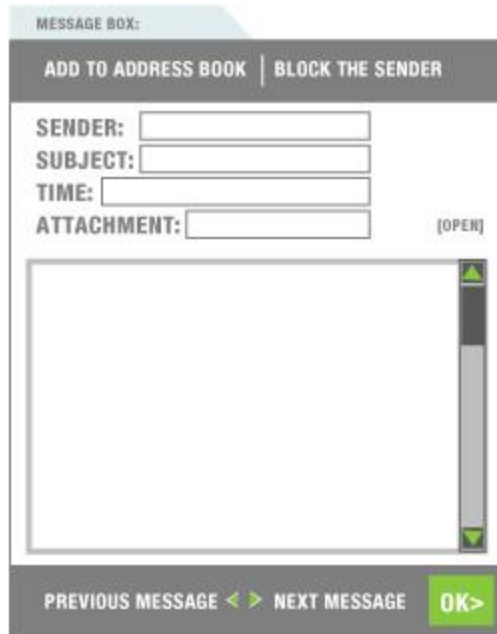 MESSAGE BOX:
ADD TO ADDRESS BOOK | BLOCK THE SENDER
SENDER:
SUBJECT:
TIME:
ATTACHMENT: [OPEN]
PREVIOUS MESSAGE < > NEXT MESSAGE OK>